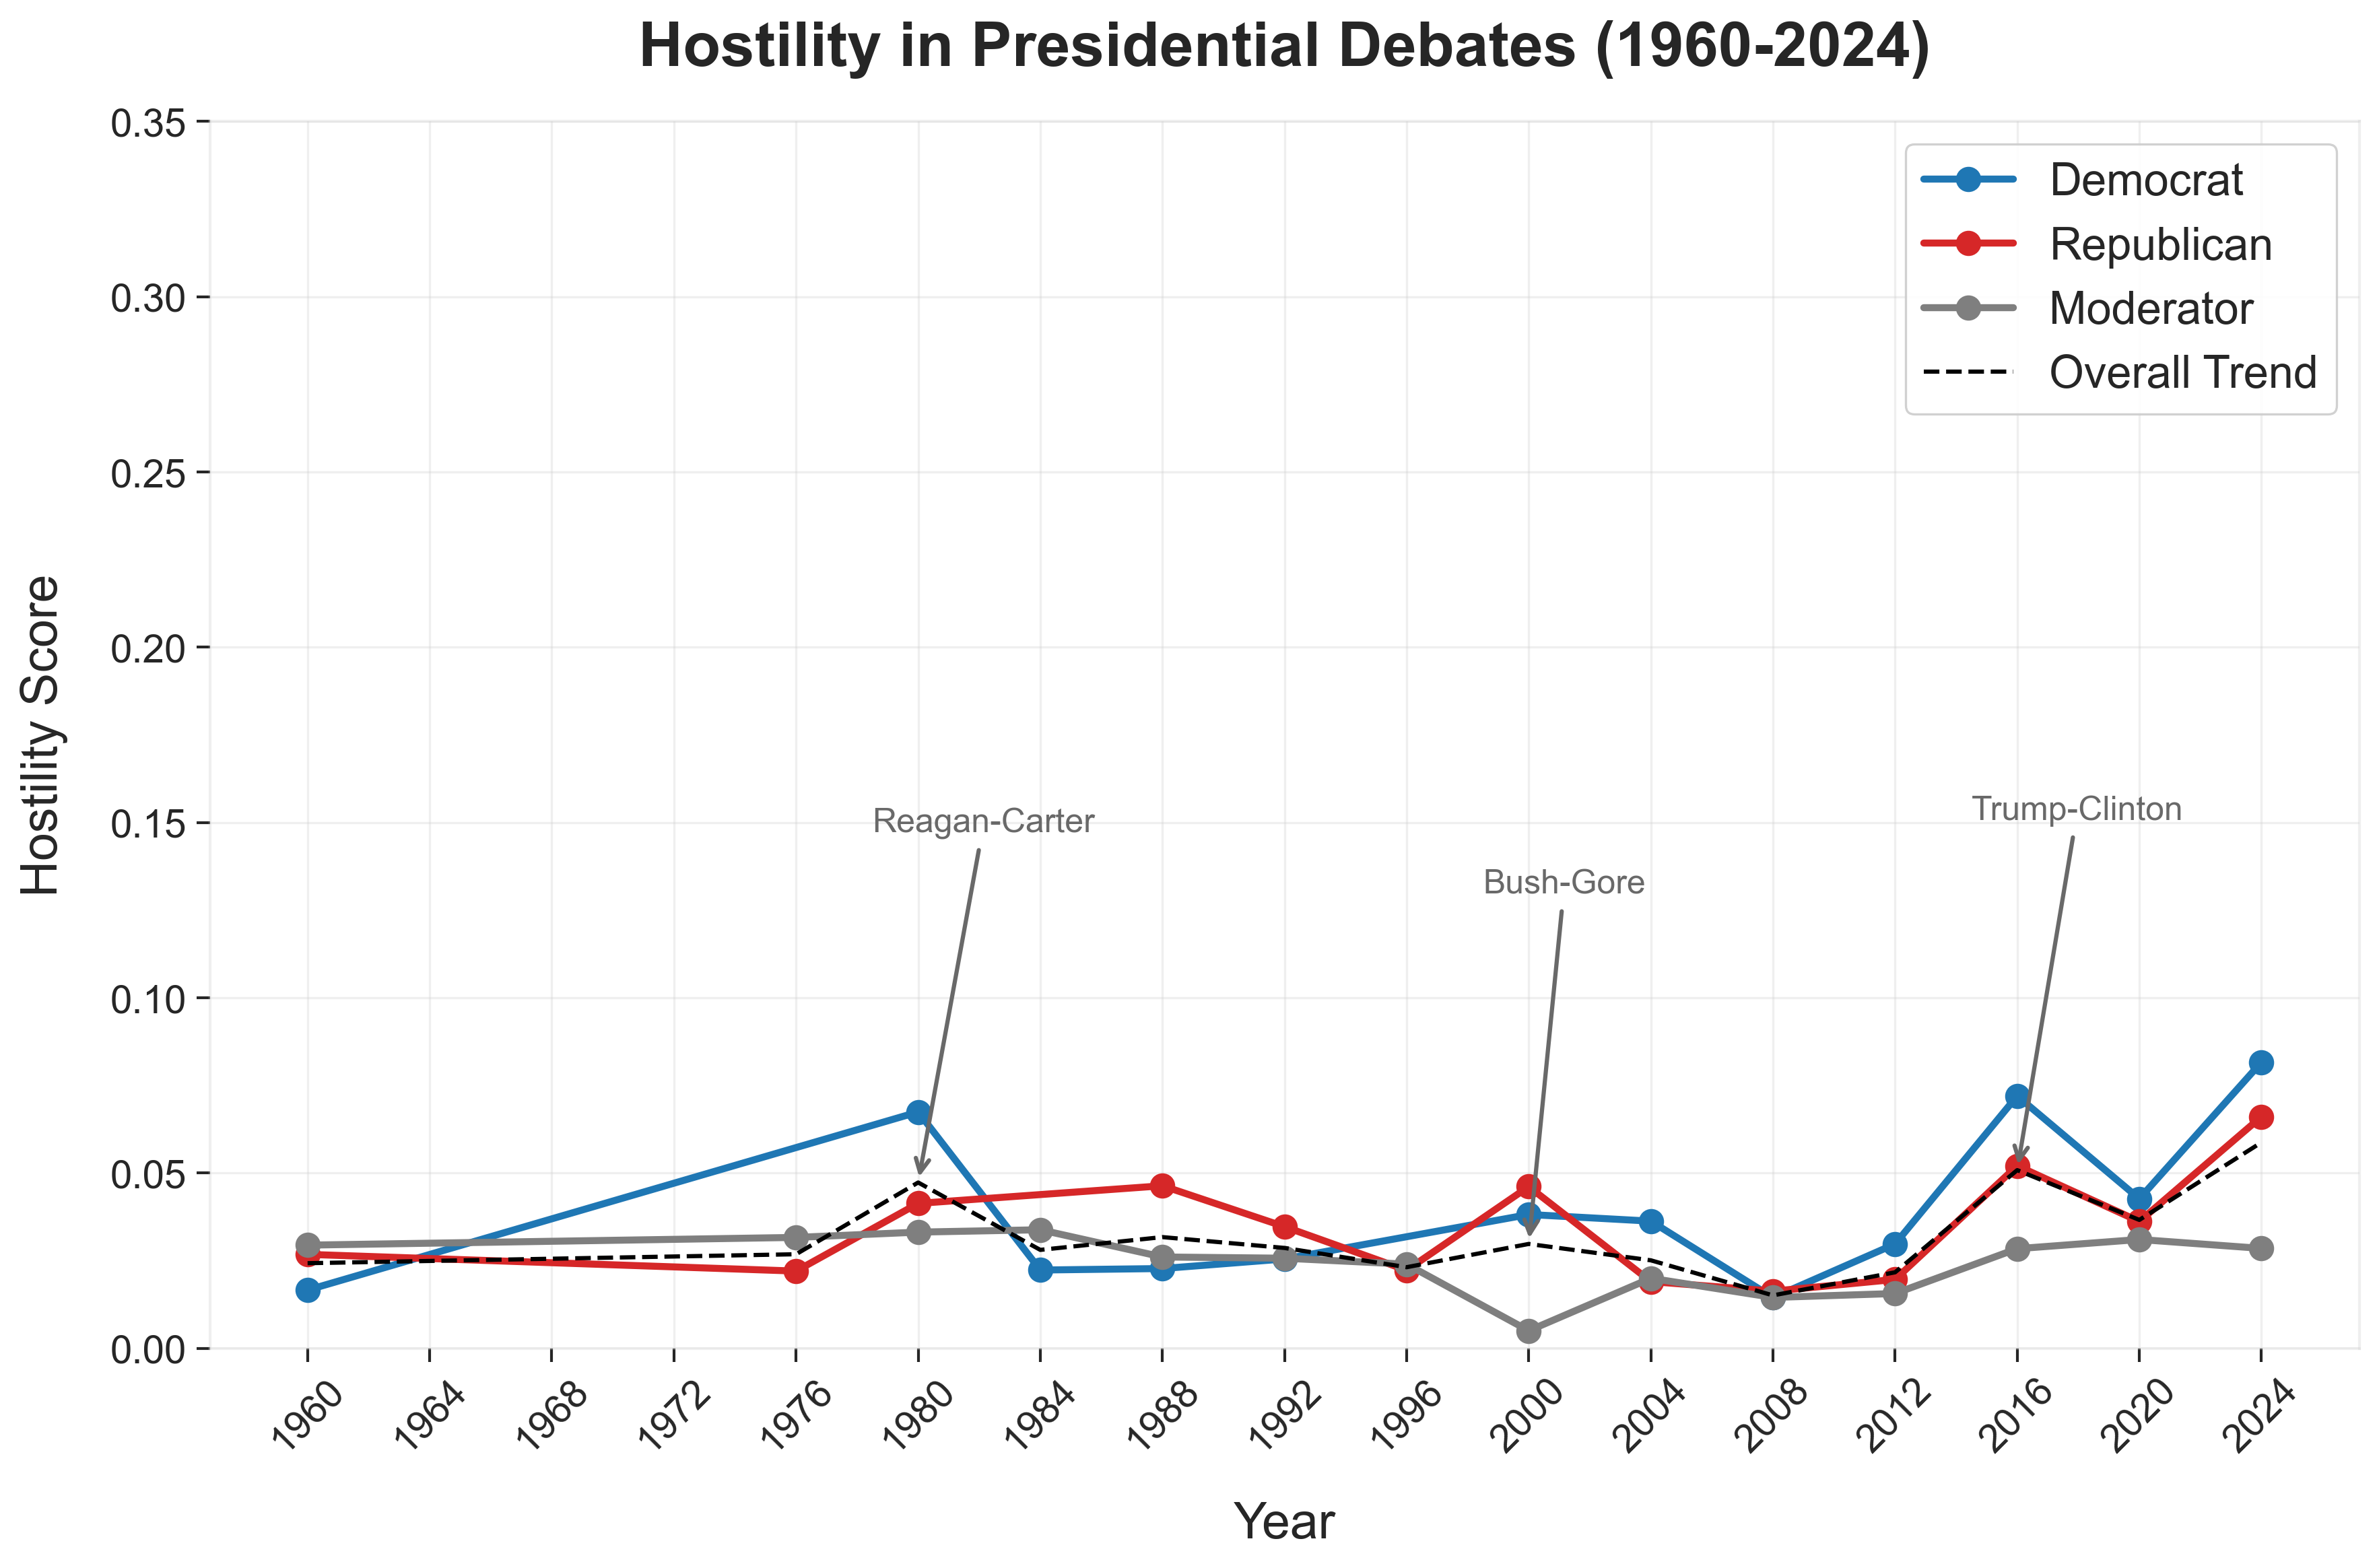 Hostility in Presidential Debates (1960-2024)
0.35
0.30
0.25
0.20
0.15
0.10
0.05
0.00
Hostility Score
Democrat
Republican
Moderator
Overall Trend
Reagan-Carter
Bush-Gore
Trump-Clinton
1960
1964
1968
1972
1976
1980
1984
1988
1992
1996
2000
2004
2008
2012
2016
2020
2024
Year